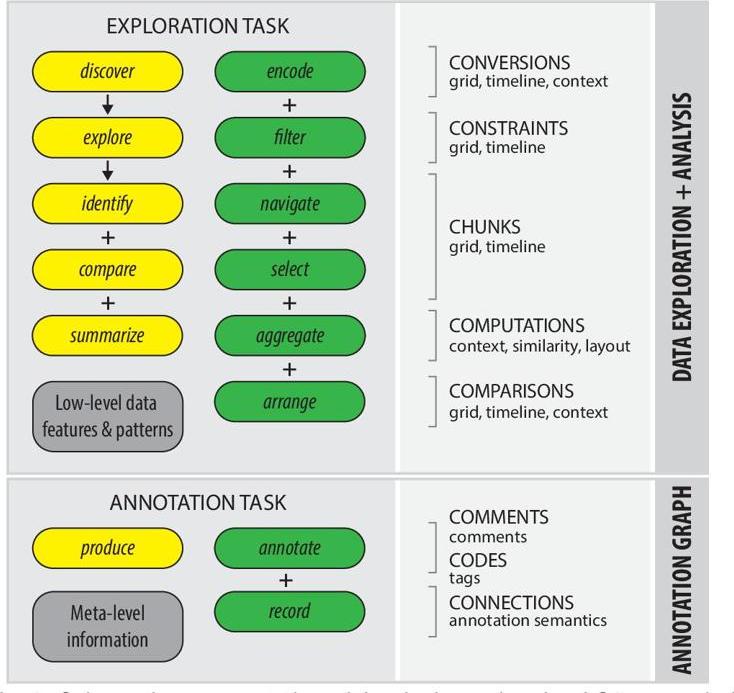 EXPLORATION TASK
discover
explore
identify
+
compare
+
summarize
Low-level data
features & patterns
encode
+
filter
+
navigate
+
select
+
aggregate
+
arrange
CONVERSIONS
grid, timeline, context
CONSTRAINTS
grid, timeline
CHUNKS
grid, timeline
COMPUTATIONS
context, similarity, layout
COMPARISONS
grid, timeline, context
DATA EXPLORATION + ANALYSIS
ANNOTATION TASK
produce
Meta-level
information
annotate
+
record
COMMENTS
comments
CODES
tags
CONNECTIONS
annotation semantics
ANNOTATION GRAPH